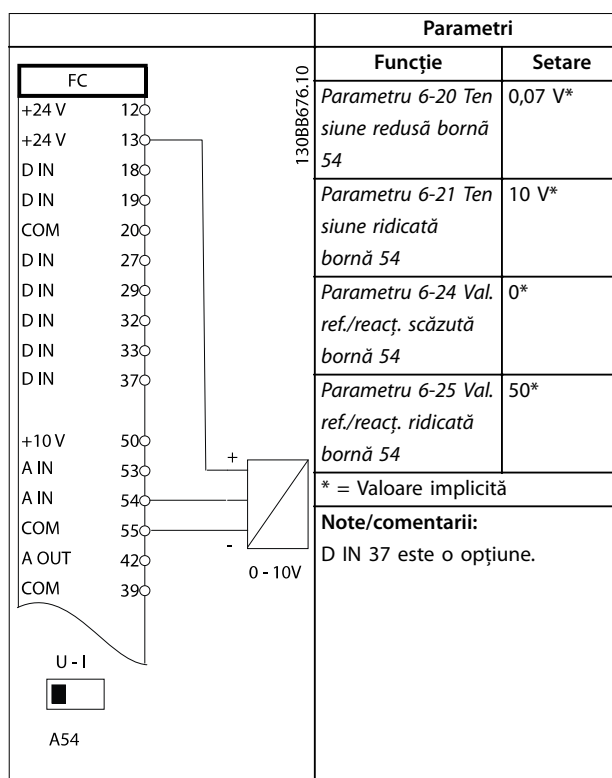 FC
+24 V 12
+24 V 13
D IN 18
D IN 19
COM 20
D IN 27
D IN 29
D IN 32
D IN 33
D IN 37
+10 V 50
A IN 53
A IN 54
COM 55
A OUT 42
COM 39
U - I
A54
+
-
0 - 10V
130BB676.10
Parametri
Funcție Setare
Parametru 6-20 Ten 0,07 V*
siune redusă bornă
54
Parametru 6-21 Ten 10 V*
siune ridicată
bornă 54
Parametru 6-24 Val. 0*
ref./reacț. scăzută
bornă 54
Parametru 6-25 Val. 50*
ref./reacț. ridicată
bornă 54
* = Valoare implicită
Note/comentarii:
D IN 37 este o opțiune.